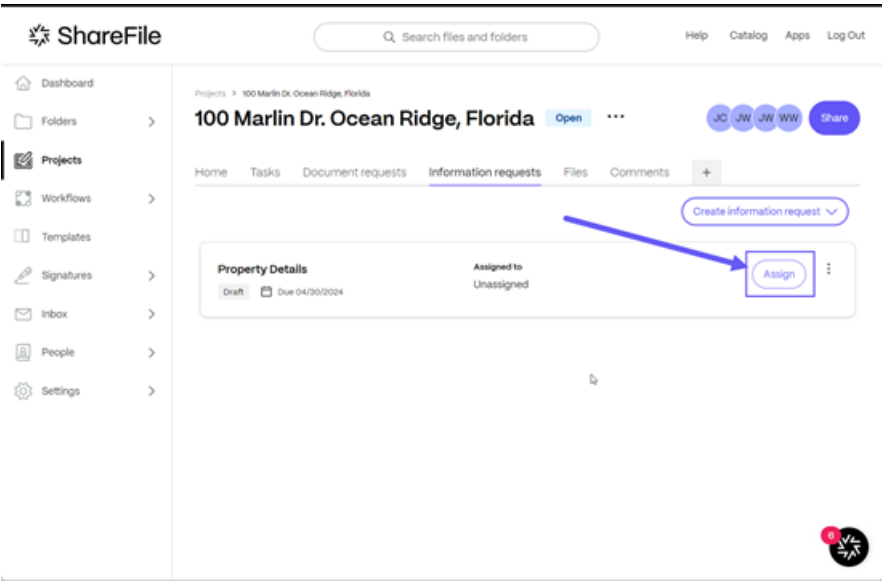 ShareFile
Search files and folders
Help Catalog Apps Log Out
Dashboard
Folders
Projects
Workflows
Templates
Signatures
Inbox
People
Settings
Projects > 100 Marlin Dr. Ocean Ridge, Florida
100 Marlin Dr. Ocean Ridge, Florida Open ...
JC JW JW WW Share
Home Tasks Document requests Information requests Files Comments +
Create information request
Property Details
Draft Due 04/30/2024
Assigned to
Unassigned
Assign
6